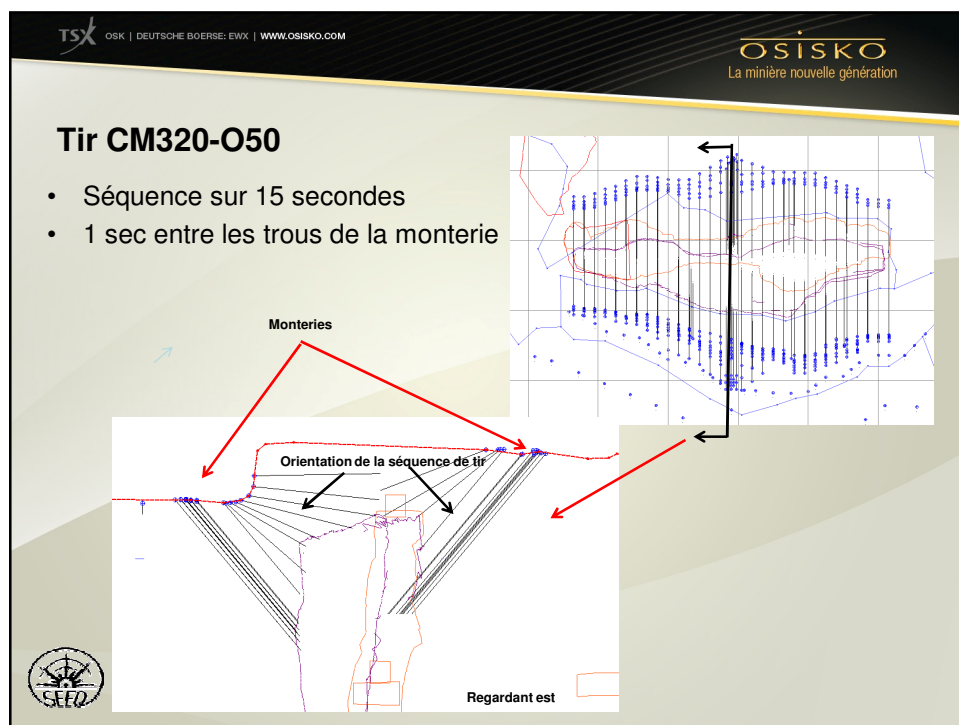 TSX OSK | DEUTSCHE BOERSE: EWX | WWW.OSISKO.COM
OSISKO
La minière nouvelle génération
Tir CM320-O50
• Séquence sur 15 secondes
• 1 sec entre les trous de la monterie
Monteries
Orientation de la séquence de tir
Regardant est
SEEQ